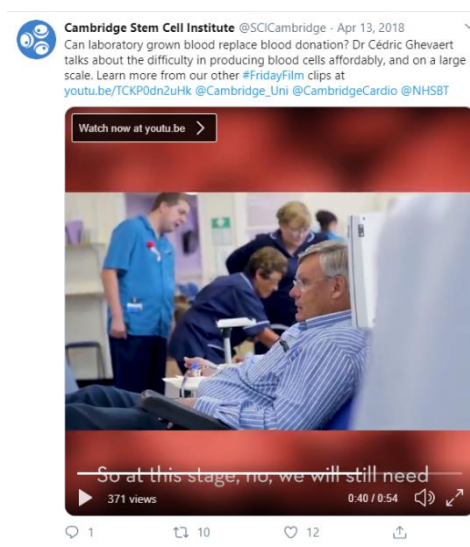 Cambridge Stem Cell Institute @SCICambridge · Apr 13, 2018
Can laboratory grown blood replace blood donation? Dr Cédric Ghevaert
talks about the difficulty in producing blood cells affordably, and on a large
scale. Learn more from our other #FridayFilm clips at
youtu.be/TCKP0dn2uHk @Cambridge_Uni @CambridgeCardio @NHSBT
Watch now at youtu.be
So at this stage, no, we will still need
371 views
0:40 / 0:54
1
10
12